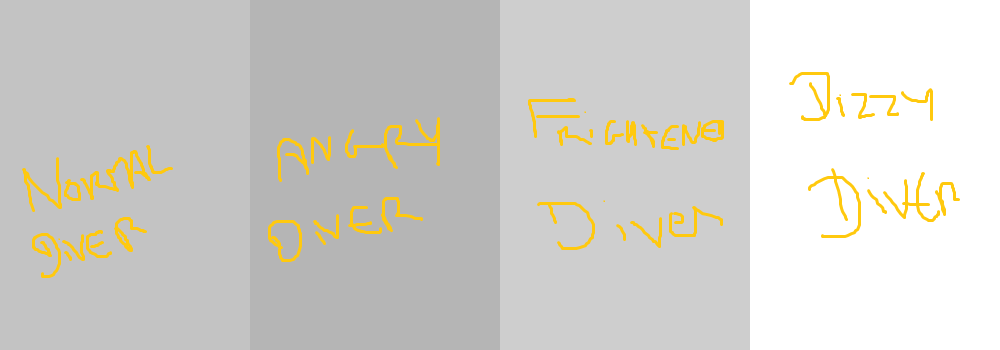 NORMAL
DIVER
ANGRY
DIVER
FRIGHTENED
DIVER
DIZZY
DIVER